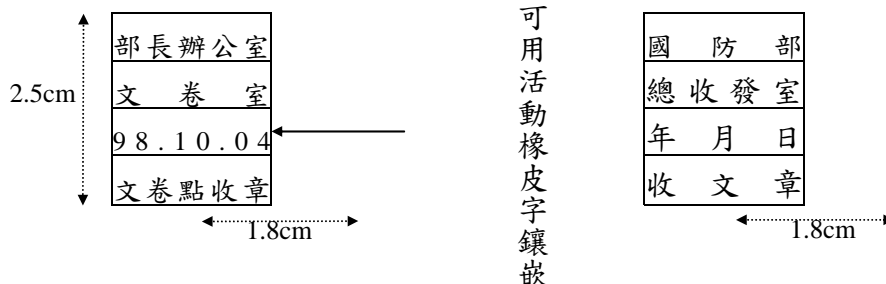 部長辦公室
文卷室
98.10.04
文卷點收章
2.5cm
1.8cm
可用活動橡皮字鑲嵌
國防部
總收發室
年月日
收文章
1.8cm